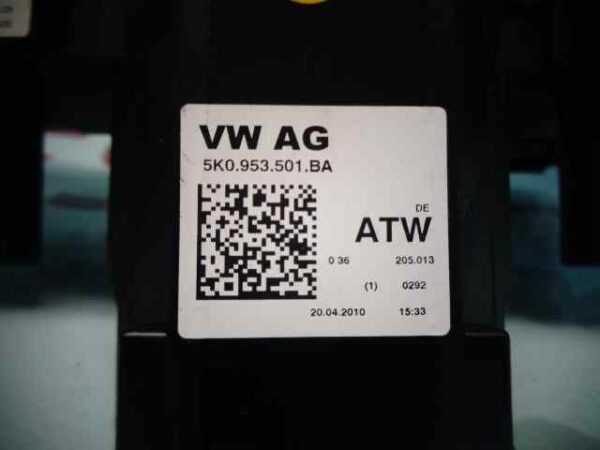 VW AG
5K0.953.501.BA
DE
ATW
0 36 205.013
(1) 0292
20.04.2010 15:33